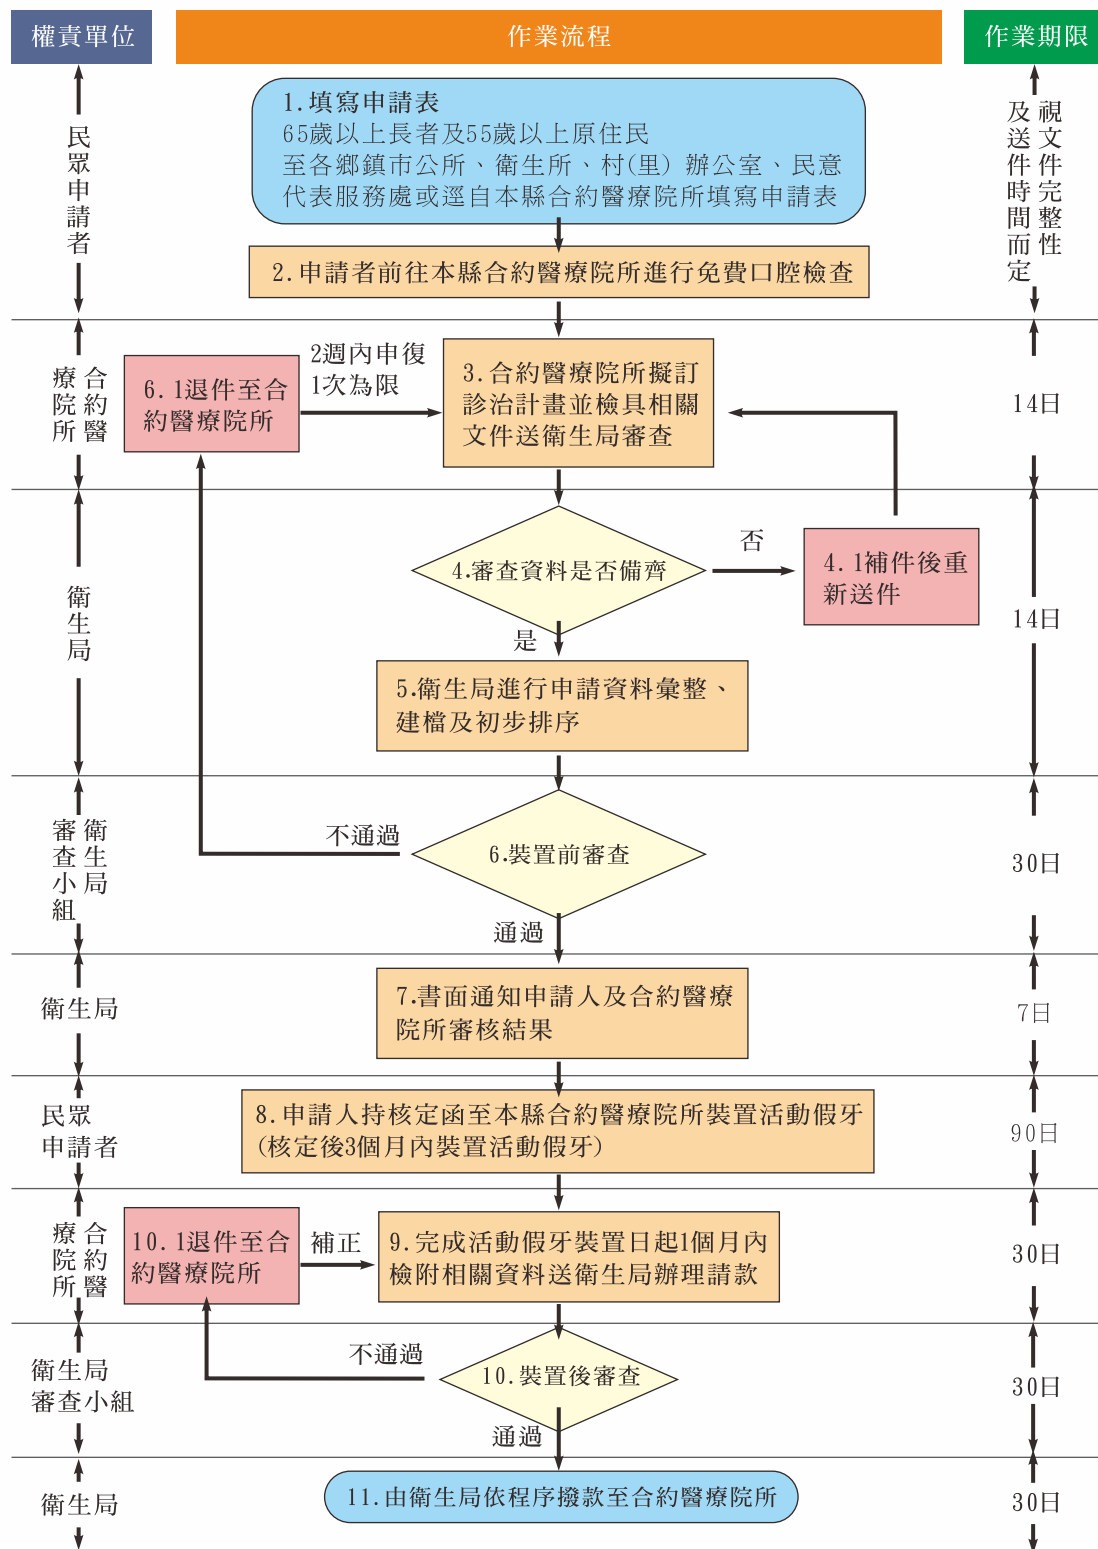 權責單位
作業流程
作業期限
民眾申請者
1.填寫申請表
65歲以上長者及55歲以上原住民
至各鄉鎮市公所、衛生所、村(里) 辦公室、民意
代表服務處或逕自本縣合約醫療院所填寫申請表
視文件完整性
及送件時間而定
2.申請者前往本縣合約醫療院所進行免費口腔檢查
合約醫
療院所
6.1退件至合
約醫療院所
2週內申復
1次為限
3.合約醫療院所擬訂
診治計畫並檢具相關
文件送衛生局審查
14日
衛生局
4.審查資料是否備齊
否
4.1補件後重
新送件
是
14日
5.衛生局進行申請資料彙整、
建檔及初步排序
衛生局
審查小組
不通過
6.裝置前審查
30日
通過
衛生局
7.書面通知申請人及合約醫療
院所審核結果
7日
民眾
申請者
8.申請人持核定函至本縣合約醫療院所裝置活動假牙
(核定後3個月內裝置活動假牙)
90日
合約醫
療院所
10.1退件至合
約醫療院所
補正
9.完成活動假牙裝置日起1個月內
檢附相關資料送衛生局辦理請款
30日
衛生局
審查小組
不通過
10.裝置後審查
30日
通過
衛生局
11.由衛生局依程序撥款至合約醫療院所
30日